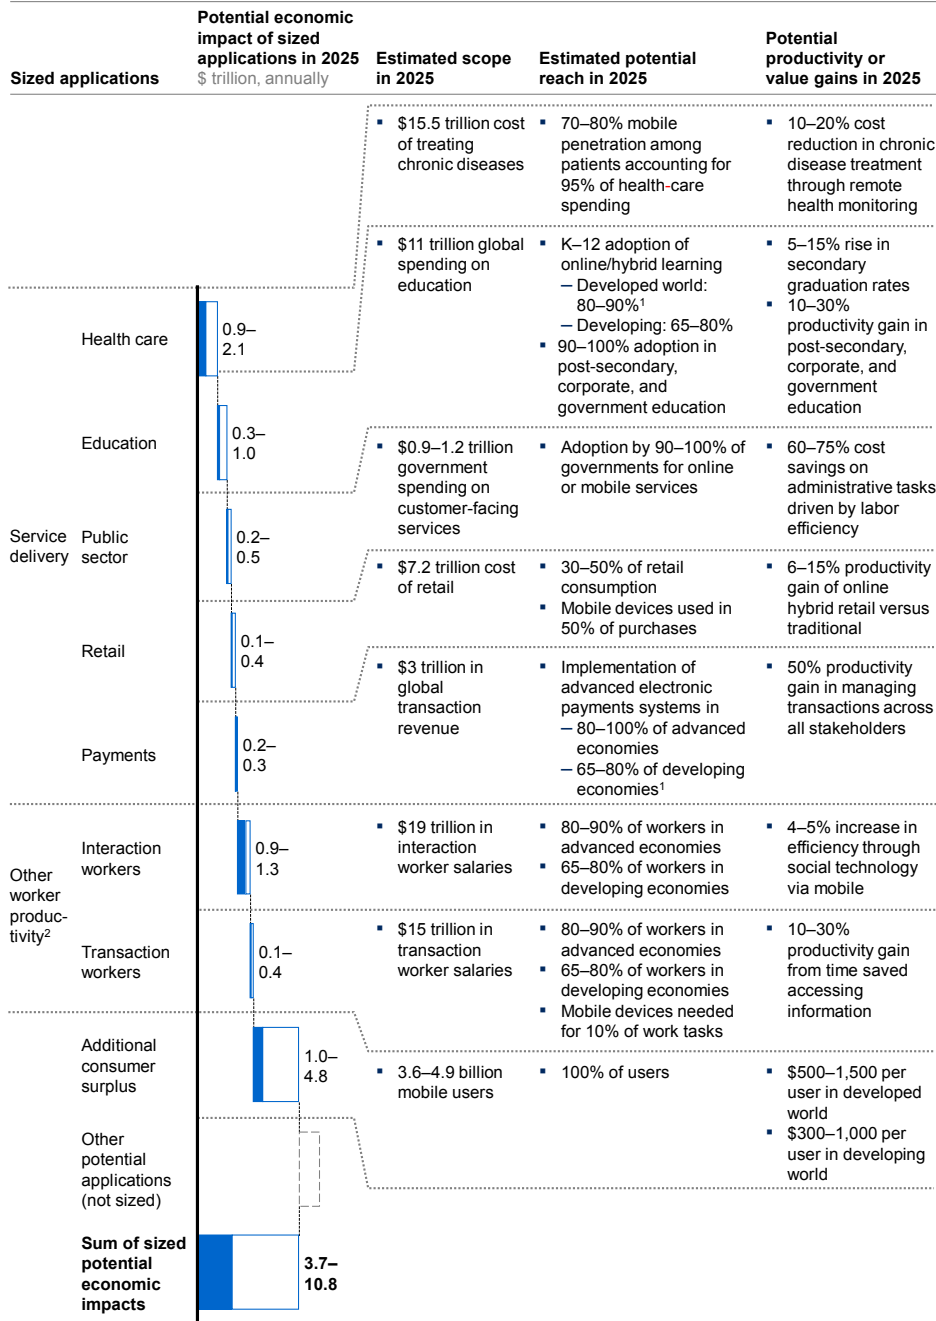 Sized applications
Potential economic
impact of sized
applications in 2025
$ trillion, annually
Estimated scope
in 2025
Estimated potential
reach in 2025
Potential
productivity or
value gains in 2025
Service
delivery
Health care
0.9–
2.1
▪ $15.5 trillion cost
of treating
chronic diseases
▪ 70–80% mobile
penetration among
patients accounting for
95% of health-care
spending
▪ 10–20% cost
reduction in chronic
disease treatment
through remote
health monitoring
Education
0.3–
1.0
▪ $11 trillion global
spending on
education
▪ K–12 adoption of
online/hybrid learning
– Developed world:
80–90%¹
– Developing: 65–80%
▪ 90–100% adoption in
post-secondary,
corporate, and
government education
▪ 5–15% rise in
secondary
graduation rates
▪ 10–30%
productivity gain in
post-secondary,
corporate, and
government
education
Public
sector
0.2–
0.5
▪ $0.9–1.2 trillion
government
spending on
customer-facing
services
▪ Adoption by 90–100% of
governments for online
or mobile services
▪ 60–75% cost
savings on
administrative tasks
driven by labor
efficiency
Retail
0.1–
0.4
▪ $7.2 trillion cost
of retail
▪ 30–50% of retail
consumption
▪ Mobile devices used in
50% of purchases
▪ 6–15% productivity
gain of online
hybrid retail versus
traditional
Payments
0.2–
0.3
▪ $3 trillion in
global
transaction
revenue
▪ Implementation of
advanced electronic
payments systems in
– 80–100% of advanced
economies
– 65–80% of developing
economies¹
▪ 50% productivity
gain in managing
transactions across
all stakeholders
Other
worker
produc-
tivity²
Interaction
workers
0.9–
1.3
▪ $19 trillion in
interaction
worker salaries
▪ 80–90% of workers in
advanced economies
▪ 65–80% of workers in
developing economies
▪ 4–5% increase in
efficiency through
social technology
via mobile
Transaction
workers
0.1–
0.4
▪ $15 trillion in
transaction
worker salaries
▪ 80–90% of workers in
advanced economies
▪ 65–80% of workers in
developing economies
▪ Mobile devices needed
for 10% of work tasks
▪ 10–30%
productivity gain
from time saved
accessing
information
Additional
consumer
surplus
1.0–
4.8
▪ 3.6–4.9 billion
mobile users
▪ 100% of users
▪ $500–1,500 per
user in developed
world
▪ $300–1,000 per
user in developing
world
Other
potential
applications
(not sized)
Sum of sized
potential
economic
impacts
3.7–
10.8